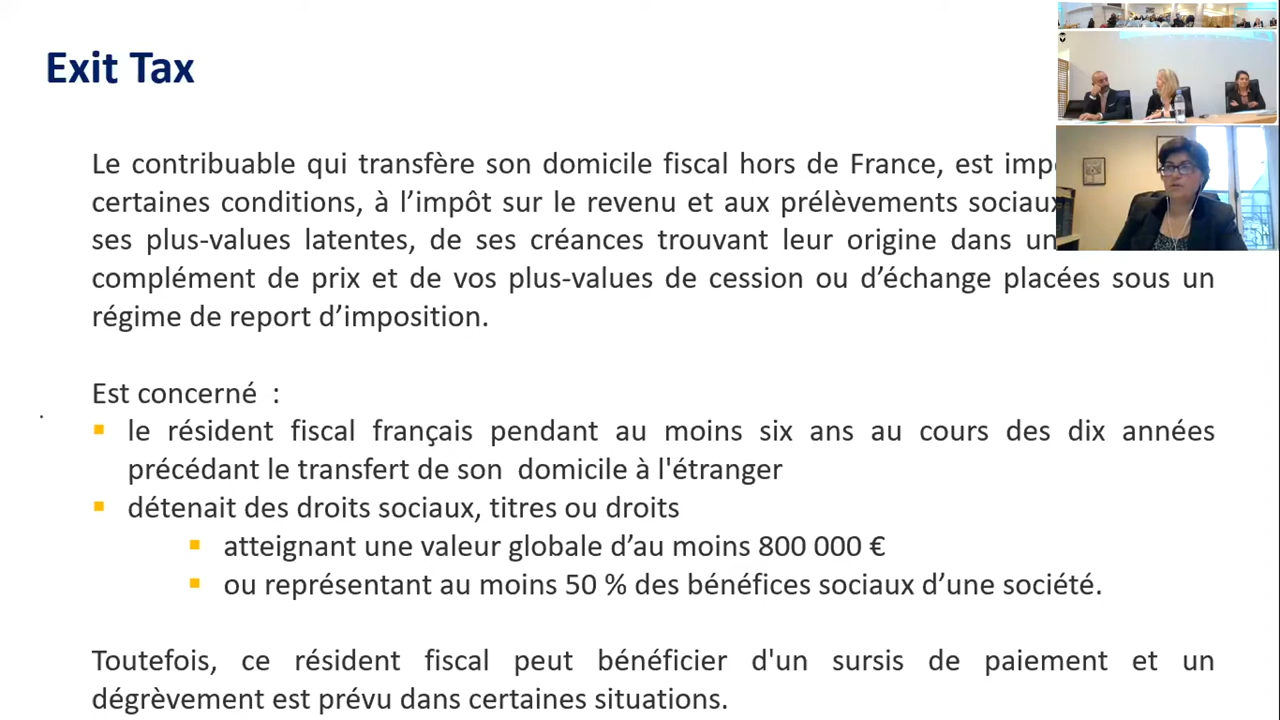 Exit Tax
Le contribuable qui transfère son domicile fiscal hors de France, est
certaines conditions, à l’impôt sur le revenu et aux prélèvements sociaux
ses plus-values latentes, de ses créances trouvant leur origine dans
complément de prix et de vos plus-values de cession ou d’échange placées sous un
régime de report d’imposition.
Est concerné :
le résident fiscal français pendant au moins six ans au cours des dix années
précédant le transfert de son domicile à l'étranger
détenait des droits sociaux, titres ou droits
atteignant une valeur globale d’au moins 800 000 €
ou représentant au moins 50 % des bénéfices sociaux d’une société.
Toutefois, ce résident fiscal peut bénéficier d'un sursis de paiement et un
dégrèvement est prévu dans certaines situations.